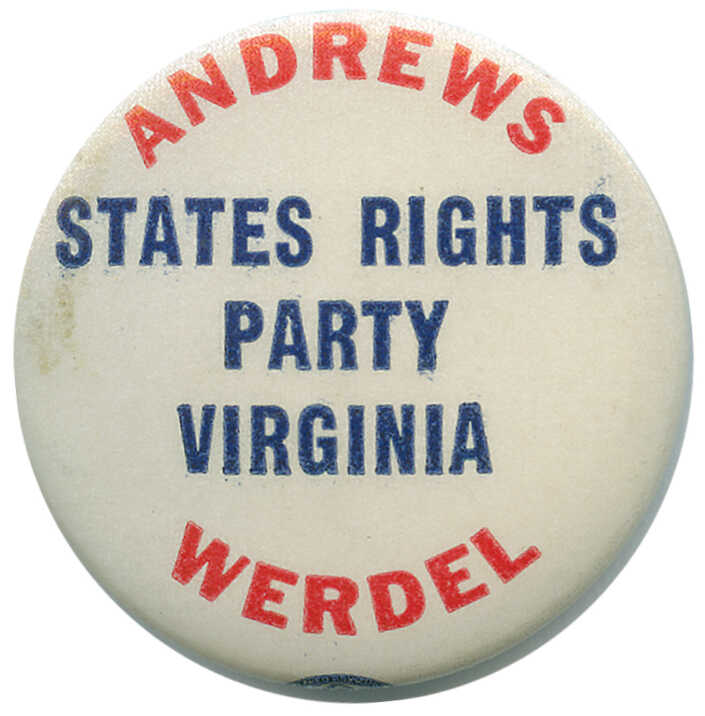 ANDREWS
STATES RIGHTS
PARTY
VIRGINIA
WERDEL